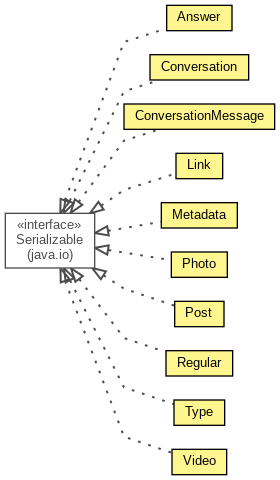 Answer
Conversation
ConversationMessage
Link
«interface»
Serializable
(java.io)
Metadata
Photo
Post
Regular
Type
Video